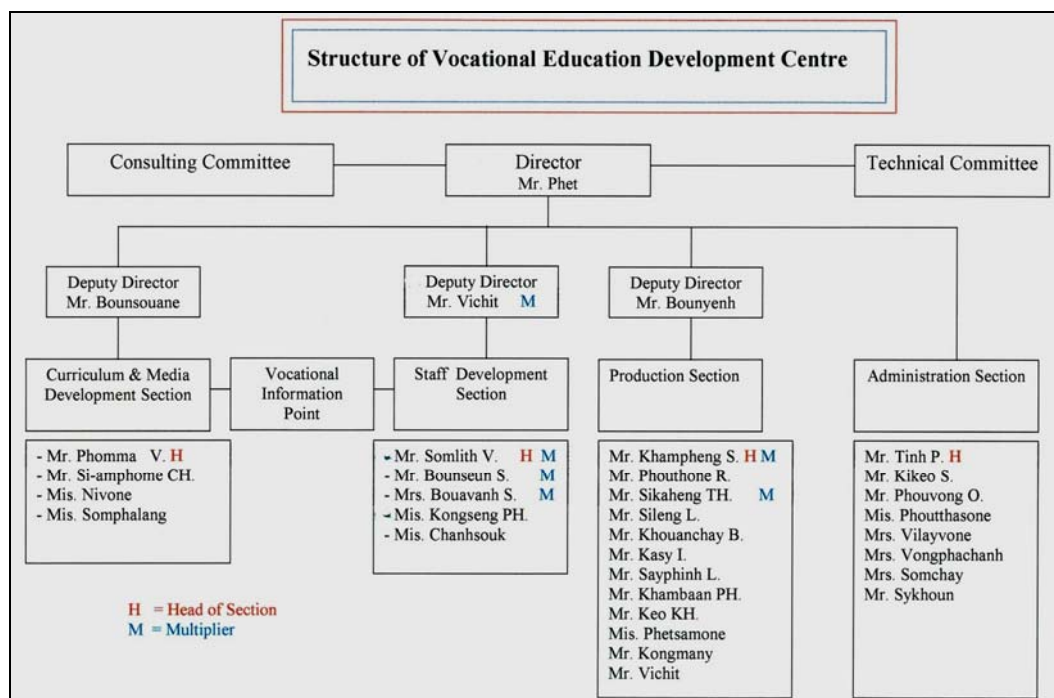 Structure of Vocational Education Development Centre
Consulting Committee
Director
Mr. Phet
Technical Committee
Deputy Director
Mr. Bounsouane
Deputy Director
Mr. Vichit M
Deputy Director
Mr. Bounyenh
Curriculum & Media
Development Section
Vocational
Information
Point
Staff Development
Section
Production Section
Administration Section
- Mr. Phomma V. H
- Mr. Si-amphome CH.
- Mis. Nivone
- Mis. Somphalang
- Mr. Somlith V. H M
- Mr. Bounseun S. M
- Mrs. Bouavanh S. M
- Mis. Kongseng PH.
- Mis. Chanhsouk
Mr. Khampheng S. H M
Mr. Phouthone R.
Mr. Sikaheng TH. M
Mr. Sileng L.
Mr. Khouanchay B.
Mr. Kasy I.
Mr. Sayphinh L.
Mr. Khambaan PH.
Mr. Keo KH.
Mis. Phetsamone
Mr. Kongmany
Mr. Vichit
Mr. Tinh P. H
Mr. Kikeo S.
Mr. Phouvong O.
Mis. Phoutthasone
Mrs. Vilayvone
Mrs. Vongphachanh
Mrs. Somchay
Mr. Sykhoun
H = Head of Section
M = Multiplier